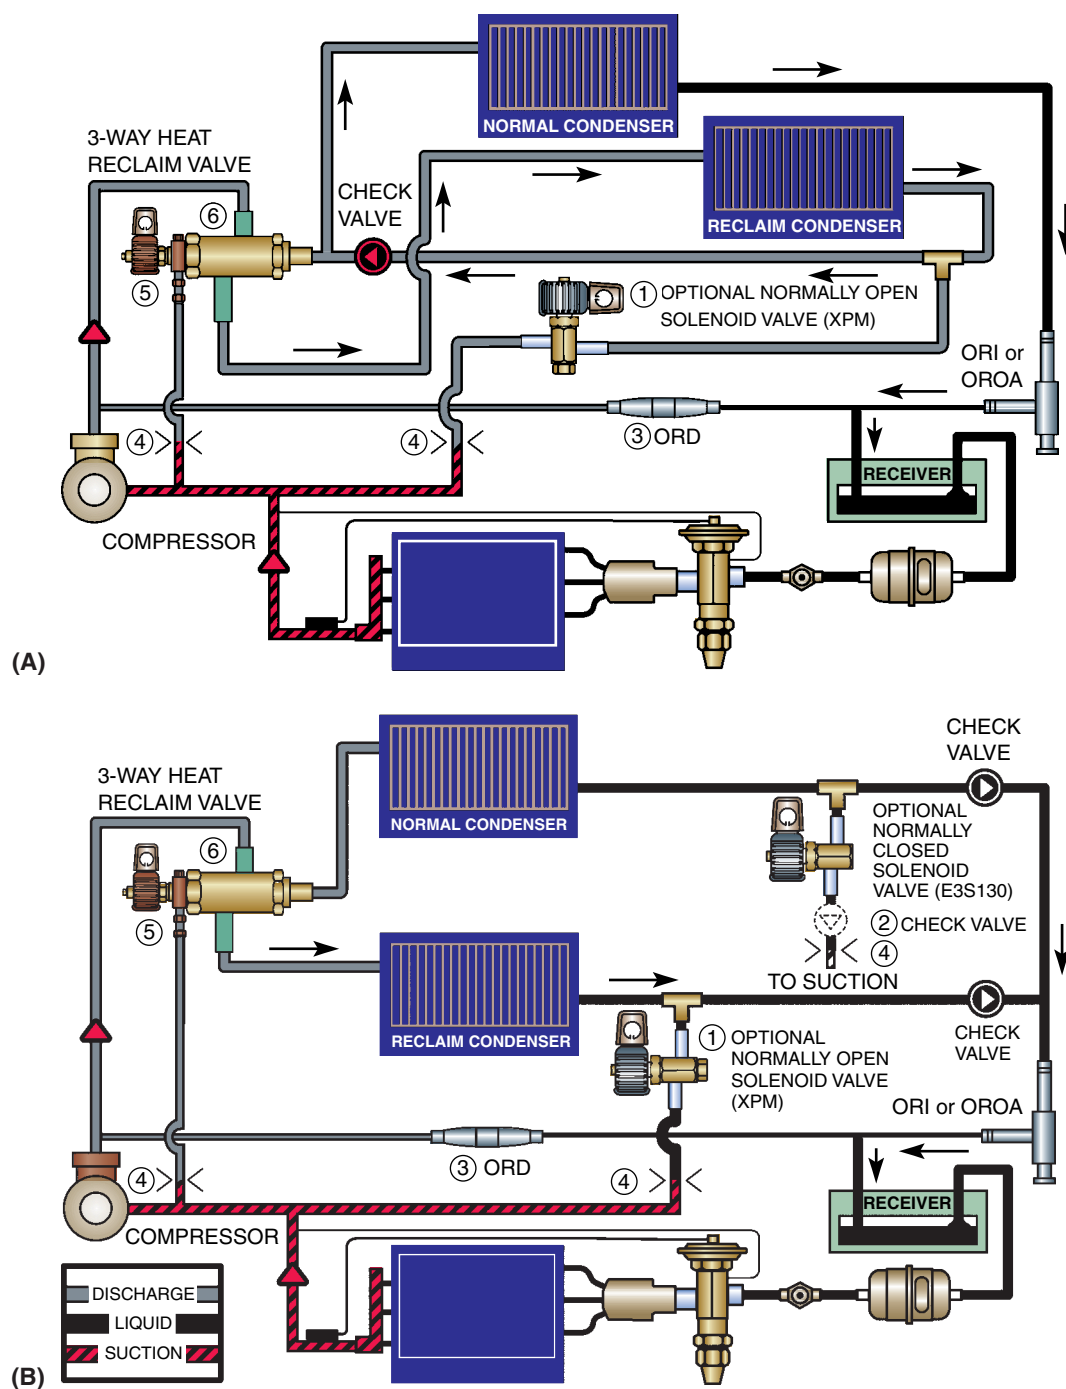 NORMAL CONDENSER
3-WAY HEAT
RECLAIM VALVE
CHECK
VALVE
RECLAIM CONDENSER
6
5
1 OPTIONAL NORMALLY OPEN
SOLENOID VALVE (XPM)
ORI or
OROA
4
4
3 ORD
RECEIVER
COMPRESSOR
(A)
CHECK
VALVE
3-WAY HEAT
RECLAIM VALVE
NORMAL CONDENSER
OPTIONAL
NORMALLY
CLOSED
SOLENOID
VALVE (E3S130)
6
5
2 CHECK VALVE
4
TO SUCTION
RECLAIM CONDENSER
1 OPTIONAL
NORMALLY OPEN
SOLENOID VALVE
(XPM)
CHECK
VALVE
ORI or OROA
3 ORD
4
4
RECEIVER
COMPRESSOR
DISCHARGE
LIQUID
SUCTION
(B)